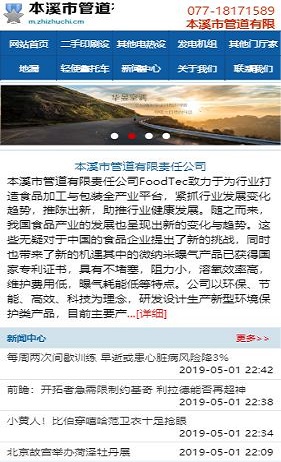 本溪市管道
077-18171589
m.zhizhuchi.cm
本溪市管道有限
网站首页 二手印刷设 其他电热设 发电机组 其他门厅家
地漏 轻便摩托车 新闻中心 关于我们 联系我们
华景空调
本溪市管道有限责任公司
本溪市管道有限责任公司FoodTec致力于为行业打
造食品加工与包装全产业平台，紧抓行业发展变化
趋势，推陈出新，助推行业健康发展。随之而来，
我国食品产业的发展也呈现出新的变化与趋势。这
些无疑对于中国的食品企业提出了新的挑战，同时
也带来了新的机遇其中的微纳米曝气产品已获得国
家专利证书，具有不堵塞，阻力小，溶氧效率高，
维护费用低，曝气耗能低等特点。公司以环保、节
能、高效、科技为理念，研发设计生产新型环境保
护类产品，目前主要产...[详细]
新闻中心 更多>>
每周两次间歇训练 早逝或患心脏病风险降3%
2019-05-01 22:42
前瞻：开拓者急需限制约基奇 利拉德能否再超神
2019-05-01 22:38
小黄人！比伯穿嘻哈范卫衣十足抢眼
2019-05-01 22:34
北京故宫举办菏泽牡丹展
2019-05-01 22:09